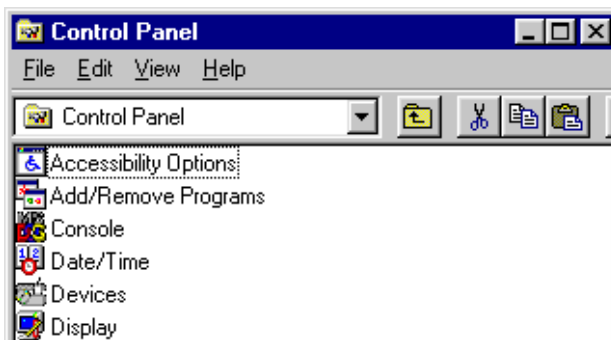 Control Panel
File Edit View Help
Control Panel
Accessibility Options
Add/Remove Programs
Console
Date/Time
Devices
Display